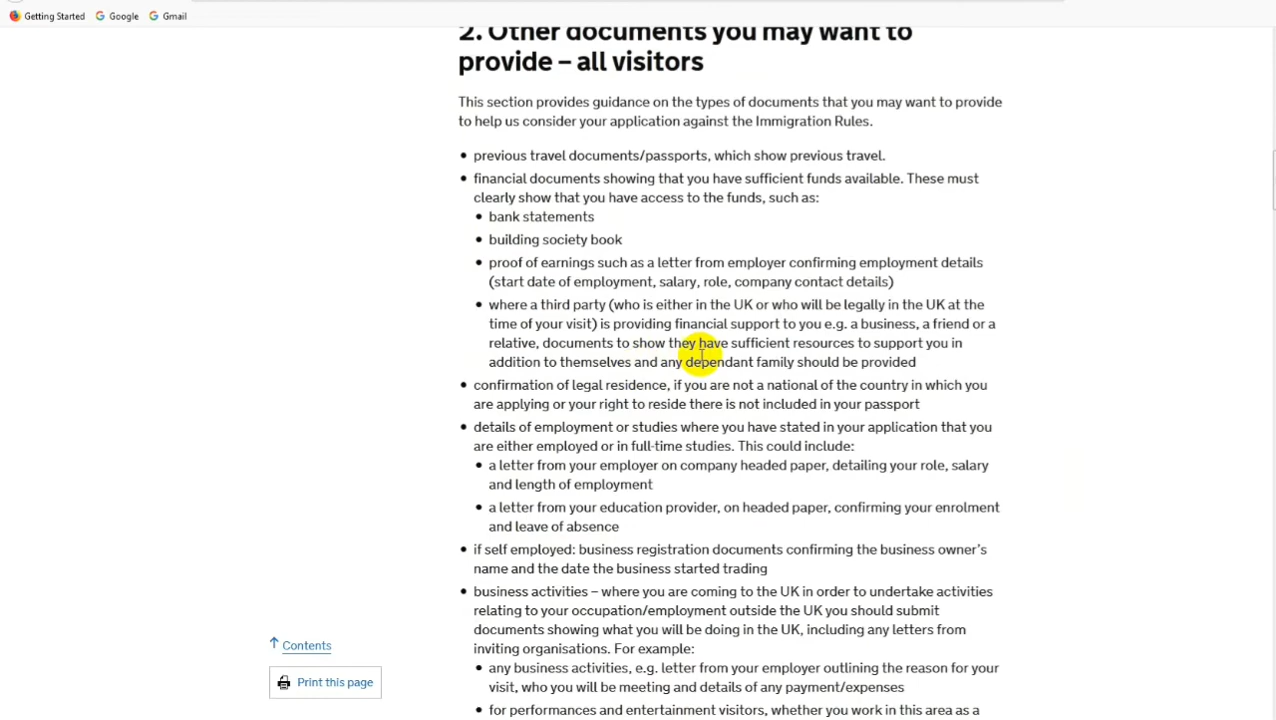 Getting Started
Google
Gmail
2. Other documents you may want to
provide – all visitors
This section provides guidance on the types of documents that you may want to provide
to help us consider your application against the Immigration Rules.
• previous travel documents/passports, which show previous travel.
• financial documents showing that you have sufficient funds available. These must
clearly show that you have access to the funds, such as:
• bank statements
• building society book
• proof of earnings such as a letter from employer confirming employment details
(start date of employment, salary, role, company contact details)
• where a third party (who is either in the UK or who will be legally in the UK at the
time of your visit) is providing financial support to you e.g. a business, a friend or a
relative, documents to show they have sufficient resources to support you in
addition to themselves and any dependant family should be provided
• confirmation of legal residence, if you are not a national of the country in which you
are applying or your right to reside there is not included in your passport
• details of employment or studies where you have stated in your application that you
are either employed or in full-time studies. This could include:
• a letter from your employer on company headed paper, detailing your role, salary
and length of employment
• a letter from your education provider, on headed paper, confirming your enrolment
and leave of absence
• if self employed: business registration documents confirming the business owner’s
name and the date the business started trading
• business activities – where you are coming to the UK in order to undertake activities
relating to your occupation/employment outside the UK you should submit
documents showing what you will be doing in the UK, including any letters from
inviting organisations. For example:
• any business activities, e.g. letter from your employer outlining the reason for your
visit, who you will be meeting and details of any payment/expenses
• for performances and entertainment visitors, whether you work in this area as a
Contents
Print this page